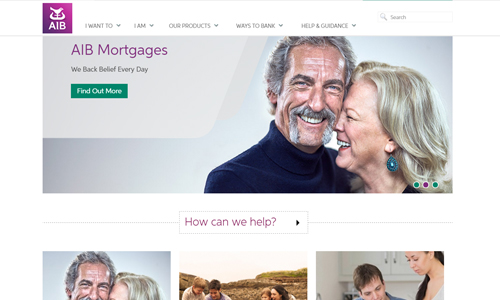 AIB
I WANT TO
I AM
OUR PRODUCTS
WAYS TO BANK
HELP & GUIDANCE
Search
AIB Mortgages
We Back Belief Every Day
Find Out More
How can we help?